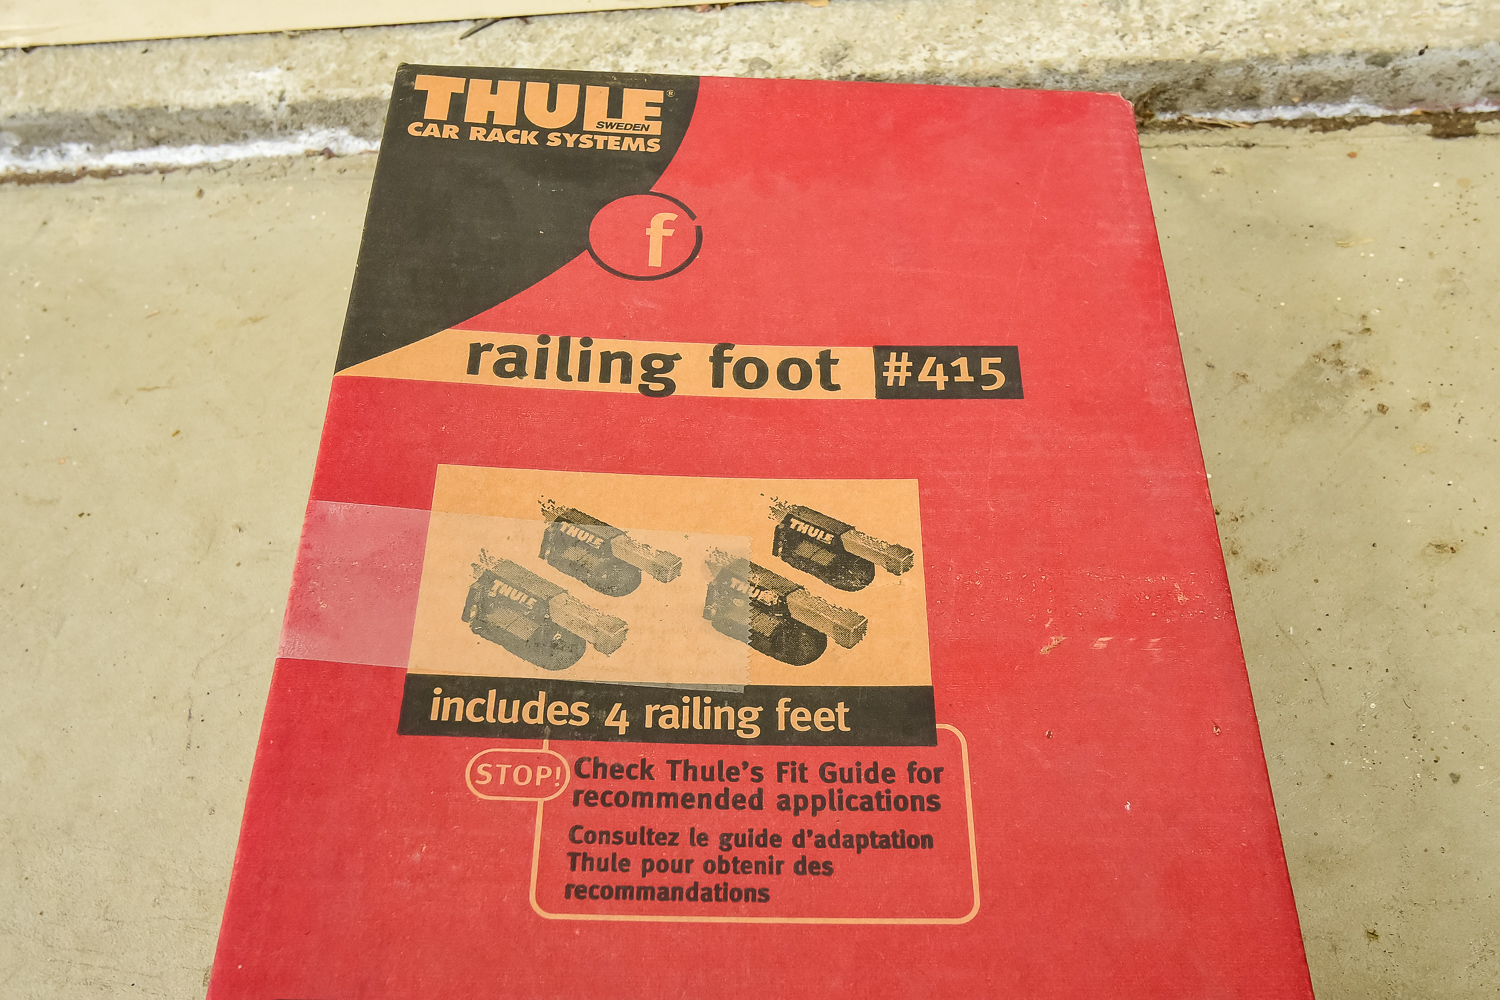 THULE®
SWEDEN
CAR RACK SYSTEMS
f
railing foot #415
THULE
THULE
THULE
THULE
includes 4 railing feet
STOP!
Check Thule's Fit Guide for
recommended applications
Consultez le guide d'adaptation
Thule pour obtenir des
recommandations